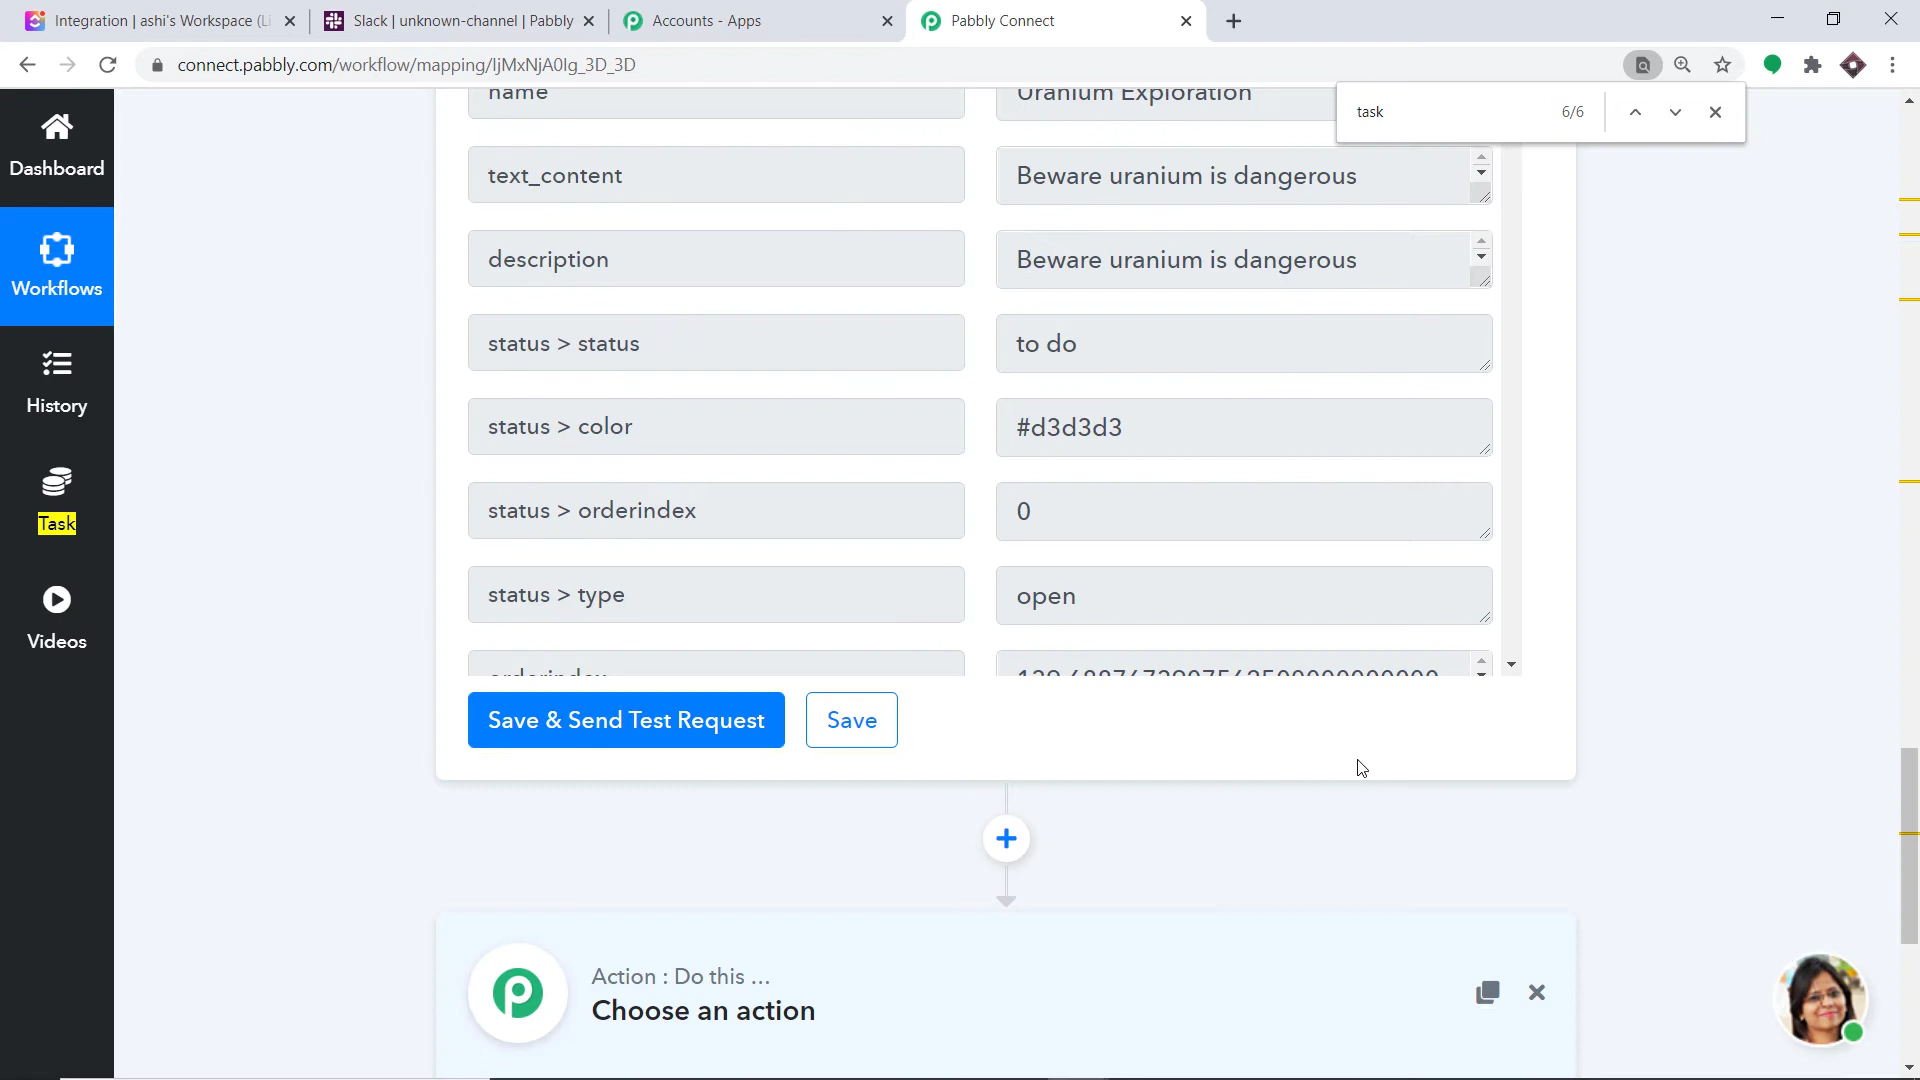 Integration | ashi's Workspace (Li
Slack | unknown-channel | Pabbly
Accounts - Apps
Pabbly Connect
connect.pabbly.com/workflow/mapping/IjMxNjA0Ig_3D_3D
task
6/6
Dashboard
Workflows
History
Task
Videos
name
Uranium Exploration
text_content
Beware uranium is dangerous
description
Beware uranium is dangerous
status > status
to do
status > color
#d3d3d3
status > orderindex
0
status > type
open
orderindex
Save & Send Test Request
Save
Action : Do this ...
Choose an action